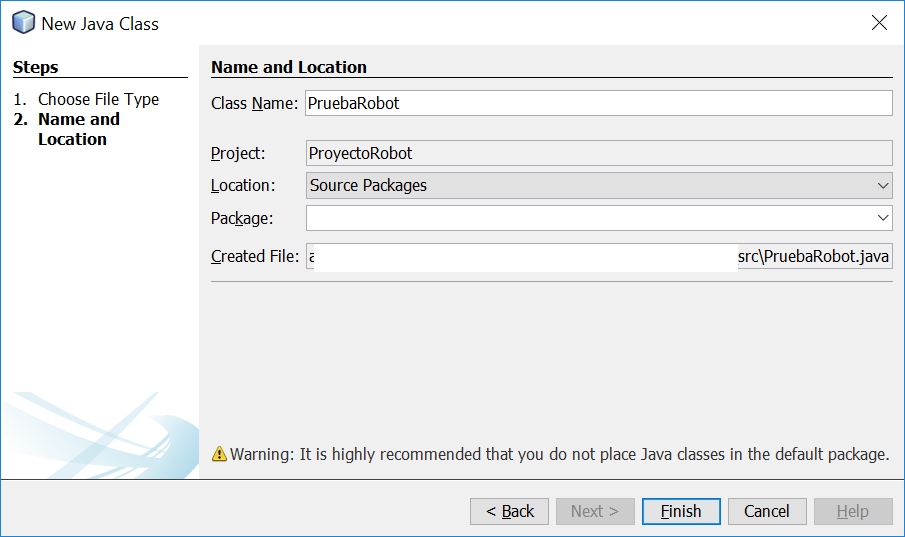 New Java Class
Steps
1. Choose File Type
2. Name and
Location
Name and Location
Class Name: PruebaRobot
Project: ProyectoRobot
Location: Source Packages
Package:
Created File: a src\PruebaRobot.java
Warning: It is highly recommended that you do not place Java classes in the default package.
< Back Next > Finish Cancel Help